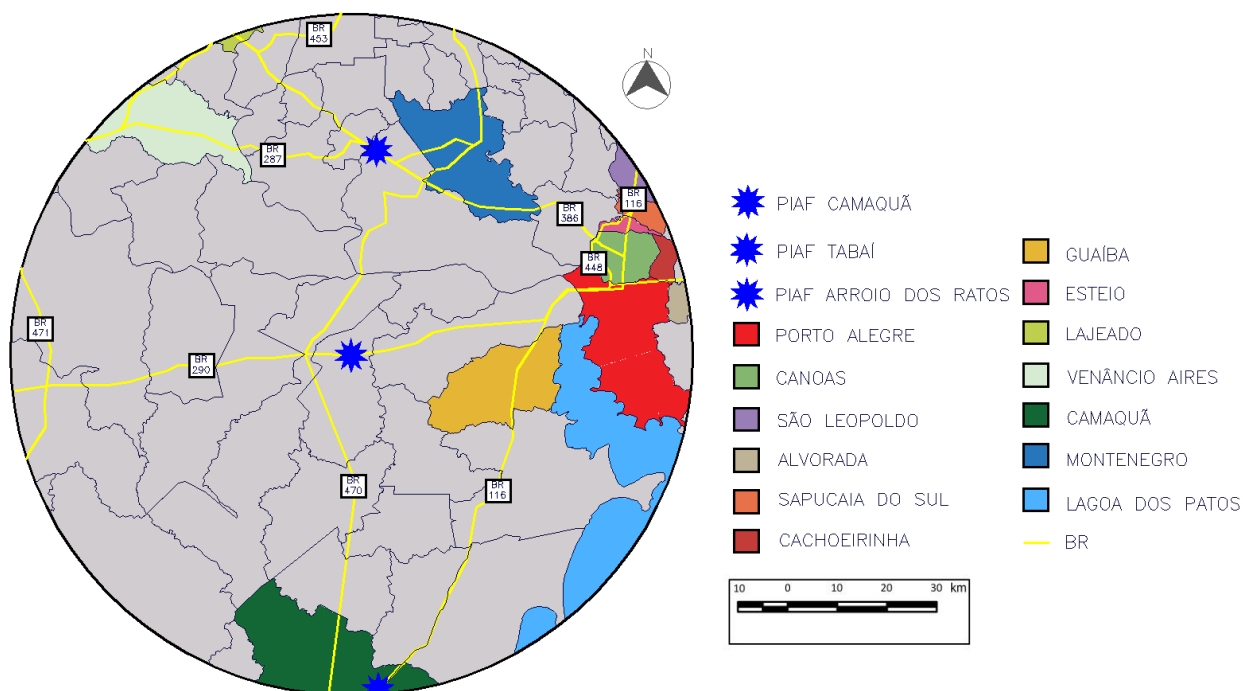 BR
453
N
BR
287
BR
386
BR
116
BR
448
BR
471
BR
290
BR
470
BR
116
PIAF CAMAQUÃ
PIAF TABAÍ
PIAF ARROIO DOS RATOS
PORTO ALEGRE
CANOAS
SÃO LEOPOLDO
ALVORADA
SAPUCAIA DO SUL
CACHOEIRINHA
GUAÍBA
ESTEIO
LAJEADO
VENÂNCIO AIRES
CAMAQUÃ
MONTENEGRO
LAGOA DOS PATOS
BR
10 0 10 20 30 km